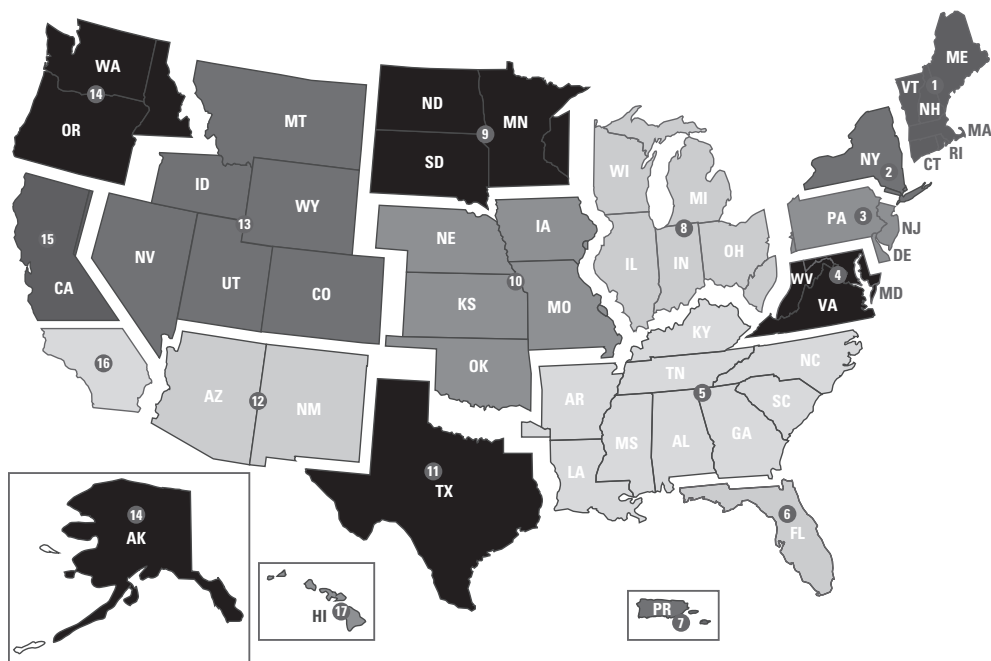 WA
14
OR
MT
ID
WY
13
NV
UT
CO
15
CA
16
AZ
12
NM
ND
9
MN
SD
NE
IA
10
KS
MO
OK
11
TX
WI
MI
8
IL
IN
OH
KY
TN
NC
5
SC
AR
MS
AL
GA
LA
6
FL
ME
VT
1
NH
MA
RI
CT
NY
2
PA
3
NJ
DE
WV
4
VA
MD
14
AK
HI
17
PR
7